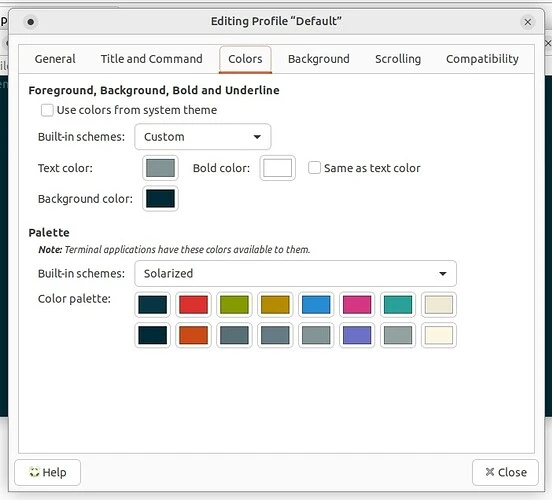 Editing Profile “Default”
General Title and Command Colors Background Scrolling Compatibility
Foreground, Background, Bold and Underline
Use colors from system theme
Built-in schemes: Custom
Text color: Bold color: Same as text color
Background color:
Palette
Note: Terminal applications have these colors available to them.
Built-in schemes: Solarized
Color palette:
Help Close